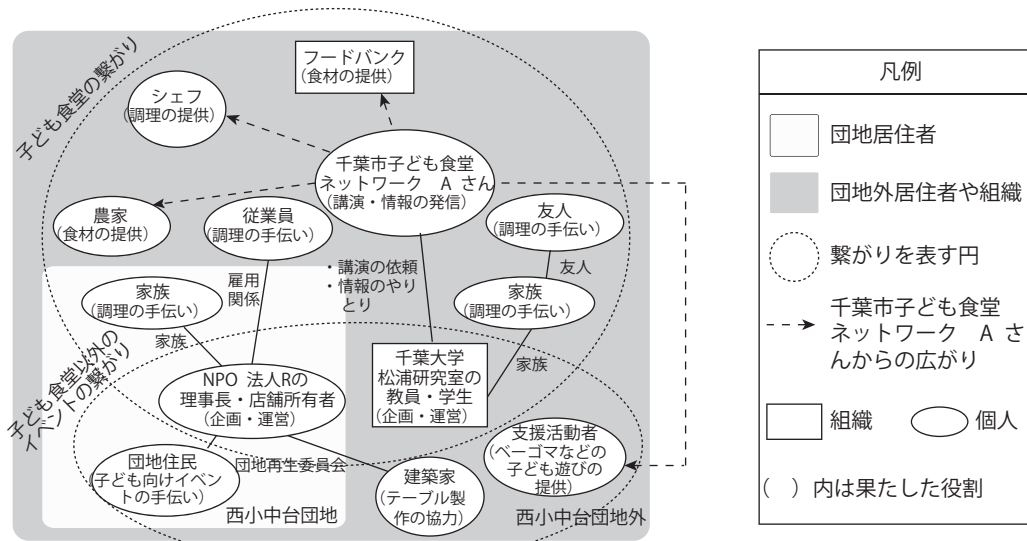 子ども食堂の繋がり
フードバンク
(食材の提供)
シェフ
(調理の提供)
千葉市子ども食堂
ネットワーク　A さん
(講演・情報の発信)
農家
(食材の提供)
従業員
(調理の手伝い)
友人
(調理の手伝い)
・講演の依頼
・情報のやり
とり
友人
雇用
関係
家族
(調理の手伝い)
家族
(調理の手伝い)
家族
家族
子ども食堂以外の
イベントの繋がり
千葉大学
松浦研究室の
教員・学生
(企画・運営)
NPO 法人Rの
理事長・店舗所有者
(企画・運営)
支援活動者
(ベーゴマなどの
子ども遊びの
提供)
団地住民
(子ども向けイベ
ントの手伝い)
団地再生委員会
建築家
(テーブル製
作の協力)
西小中台団地
西小中台団地外
凡例
団地居住者
団地外居住者や組織
繋がりを表す円
千葉市子ども食堂
ネットワーク　A さ
んからの広がり
組織
個人
(　) 内は果たした役割